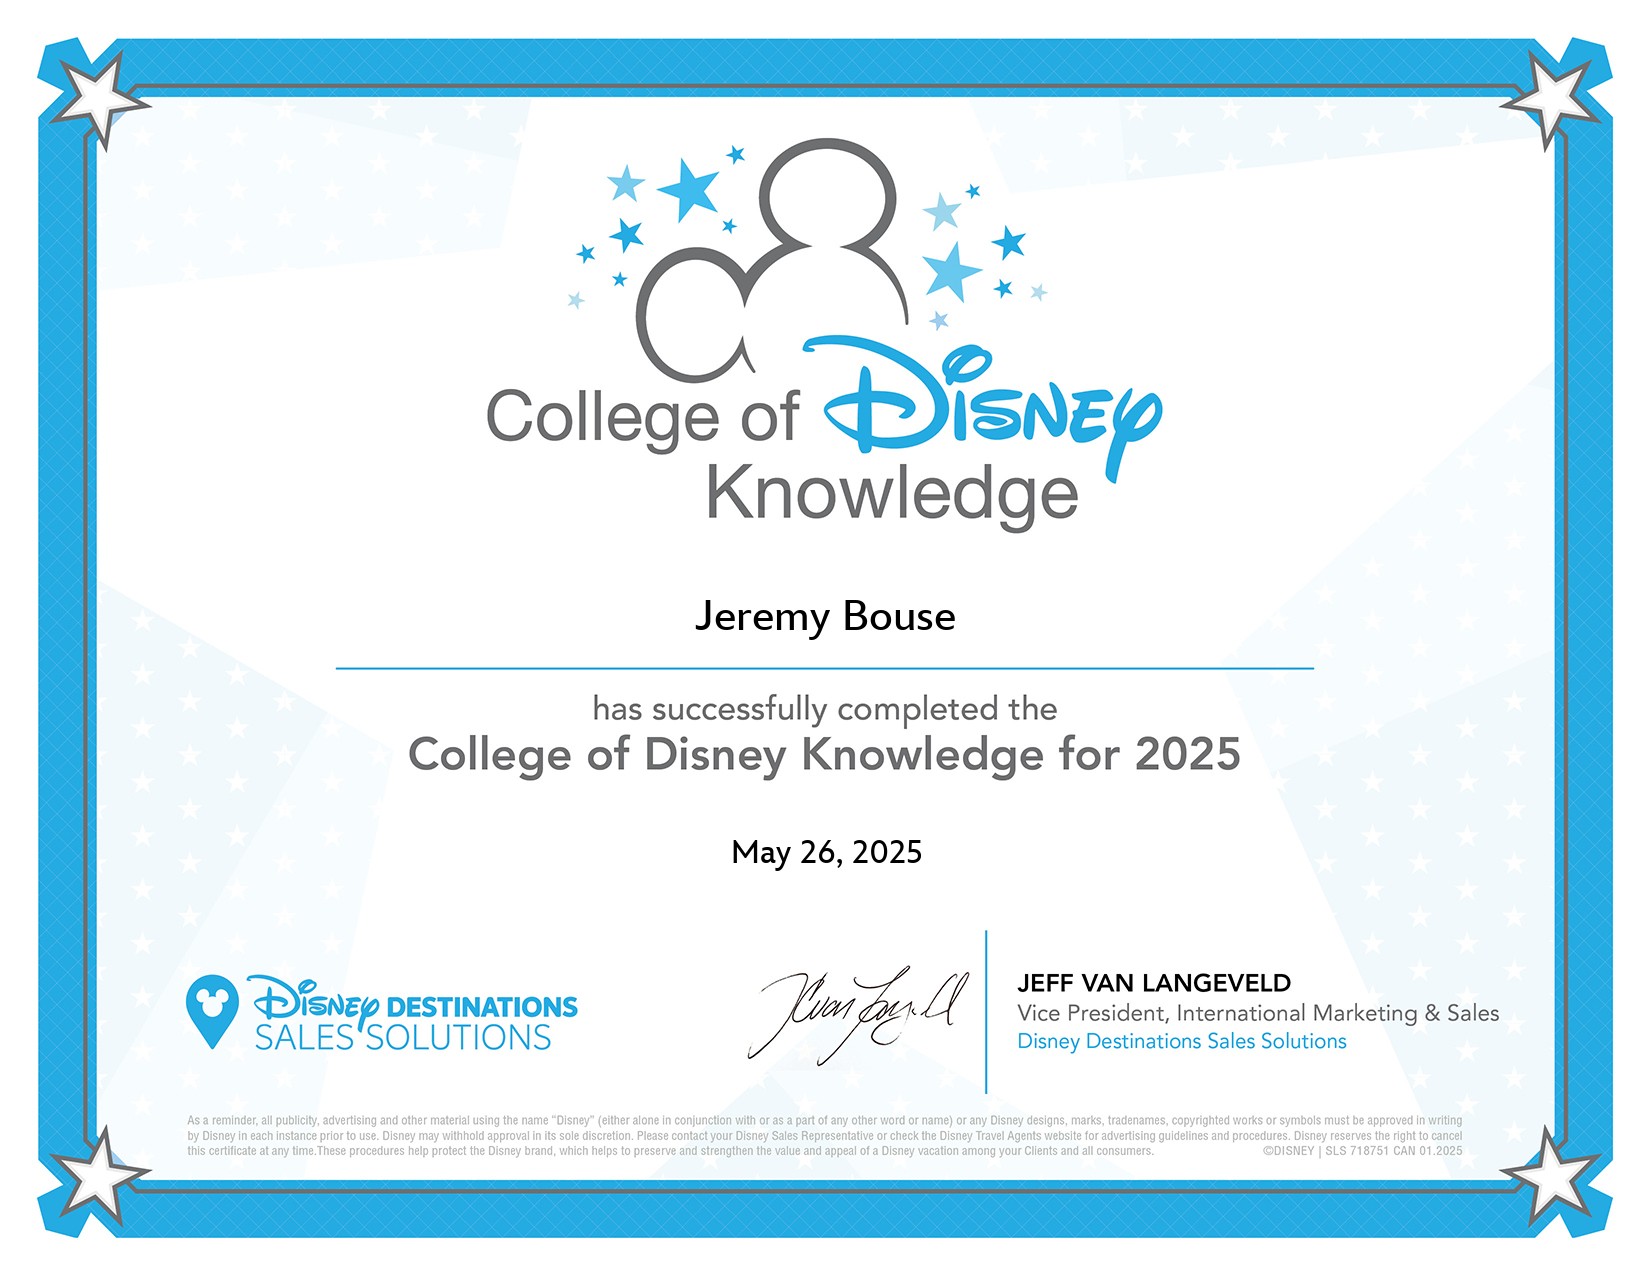 College of Disney
Knowledge
Jeremy Bouse
has successfully completed the
College of Disney Knowledge for 2025
May 26, 2025
Disney DESTINATIONS
SALES SOLUTIONS
JEFF VAN LANGEVELD
Vice President, International Marketing & Sales
Disney Destinations Sales Solutions
As a reminder, all publicity, advertising and other material using the name "Disney" (either alone in conjunction with or as a part of any other word or name) or any Disney designs, marks, tradenames, copyrighted works or symbols must be approved in writing
by Disney in each instance prior to use. Disney may withhold approval in its sole discretion. Please contact your Disney Sales Representative or check the Disney Travel Agents website for advertising guidelines and procedures. Disney reserves the right to cancel
this certificate at any time.These procedures help protect the Disney brand, which helps to preserve and strengthen the value and appeal of a Disney vacation among your Clients and all consumers. ©DISNEY | SLS 718751 CAN 01.2025